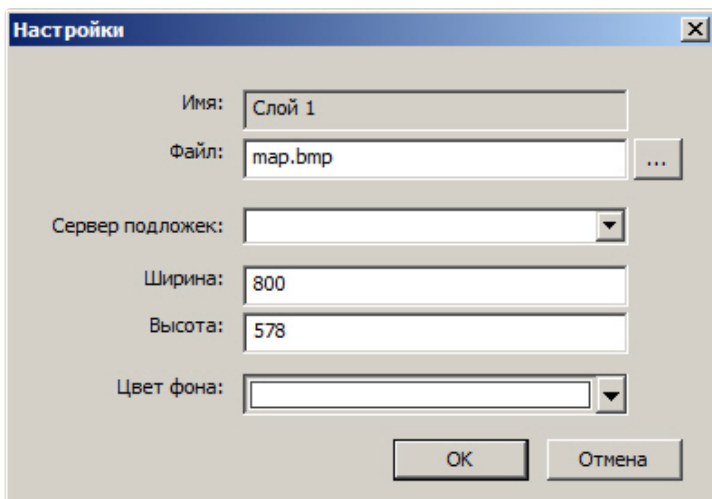 Настройки
Имя: Слой 1
Файл: map.bmp ...
Сервер подложек:
Ширина: 800
Высота: 578
Цвет фона:
OK Отмена